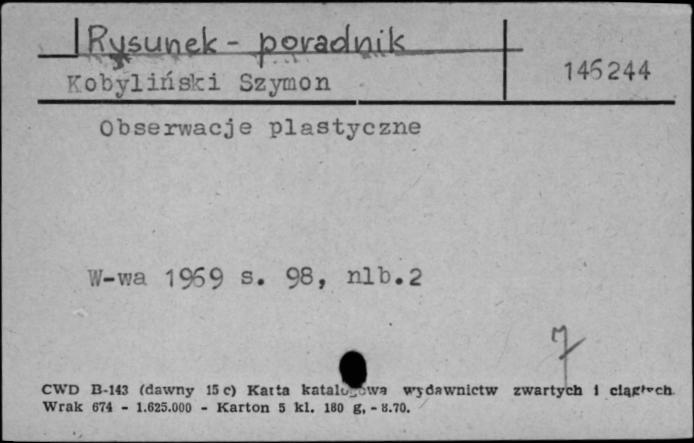 Rysunek - poradnik
Kobyliński Szymon
146244
Obserwacje plastyczne
W-wa 1969 s. 98, nlb.2
7
CWD B-143 (dawny 15 c) Karta katalogowa wydawnictw zwartych i ciągłych
Wrak 674 - 1.625.000 - Karton 5 kl. 180 g, - 8.70.